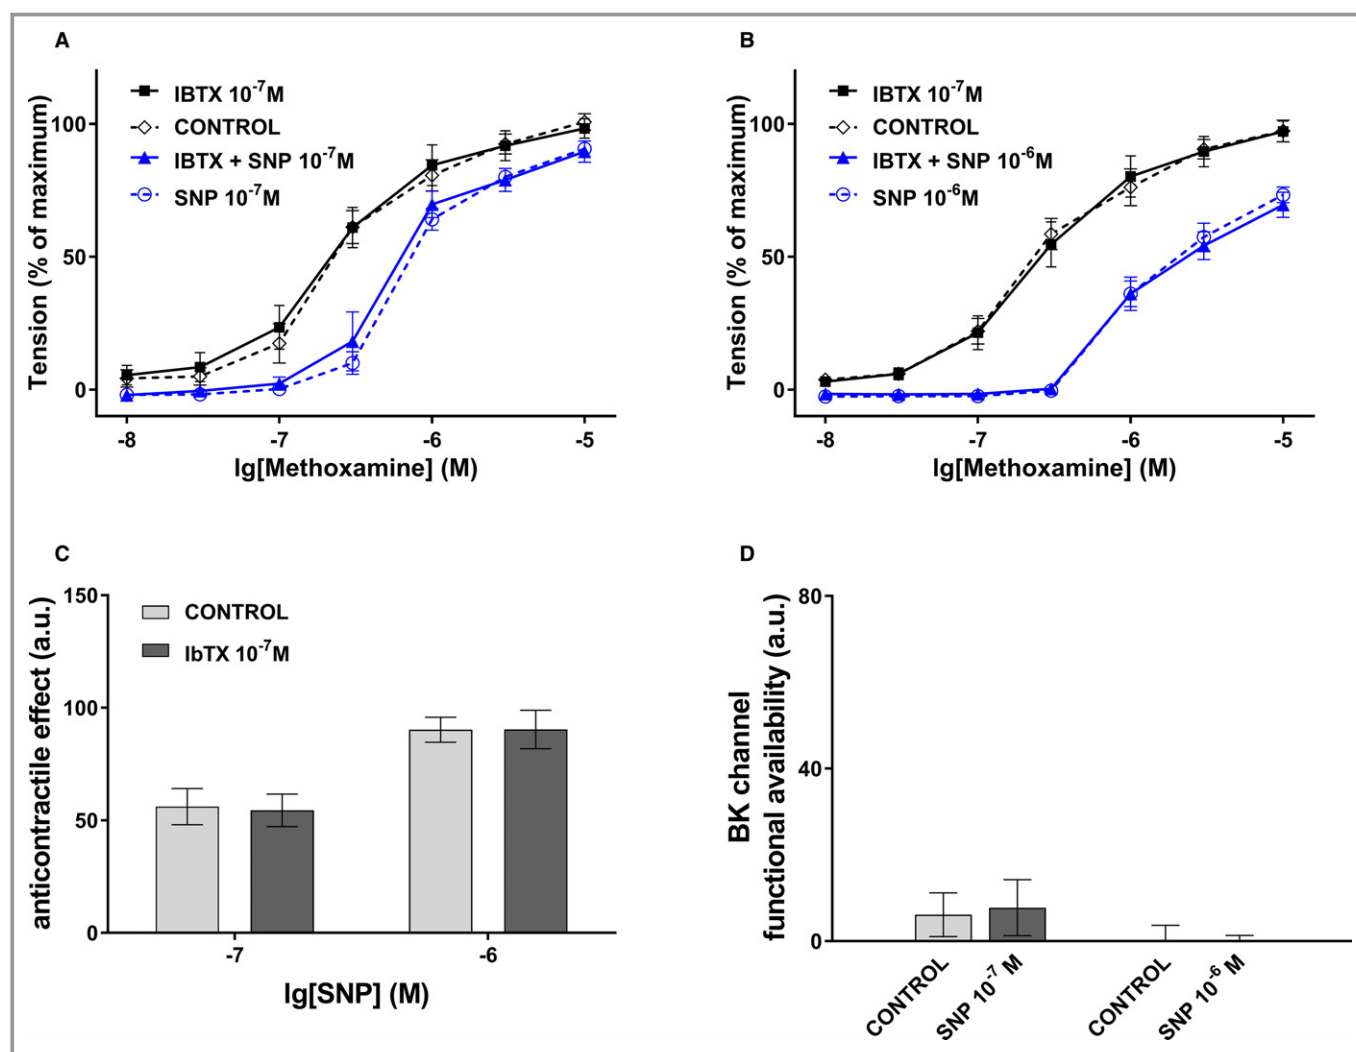 A
IBTX 10-7M
CONTROL
IBTX + SNP 10-7M
SNP 10-7M
Tension (% of maximum)
100
50
0
-8
-7
-6
-5
lg[Methoxamine] (M)
B
IBTX 10-7M
CONTROL
IBTX + SNP 10-6M
SNP 10-6M
Tension (% of maximum)
100
50
0
-8
-7
-6
-5
lg[Methoxamine] (M)
C
CONTROL
IbTX 10-7M
anticontractile effect (a.u.)
150
100
50
0
-7
-6
lg[SNP] (M)
D
BK channel
functional availability (a.u.)
80
40
0
CONTROL
SNP 10-7 M
CONTROL
SNP 10-6 M